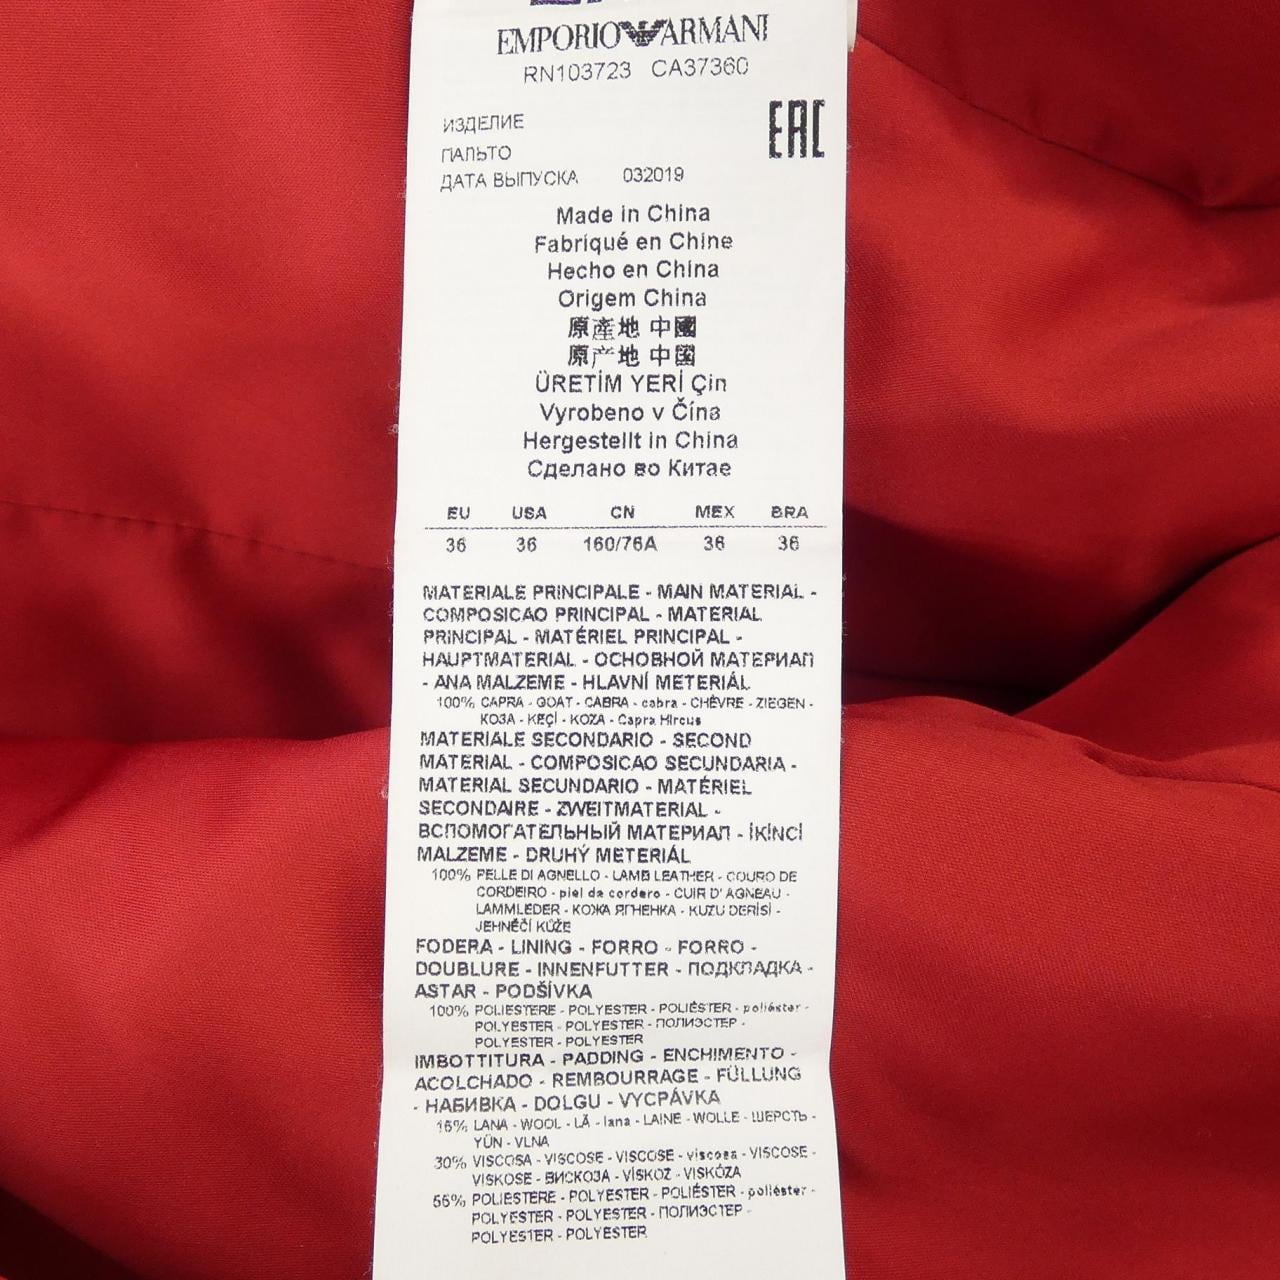 EMPORIO ARMANI
RN103723 CA37360
EAC
ИЗДЕЛИЕ
ПАЛЬТО
ДАТА ВЫПУСКА 032019
Made in China
Fabriqué en Chine
Hecho en China
Origem China
原產地 中國
原产地 中国
ÜRETİM YERİ Çin
Vyrobeno v Čína
Hergestellt in China
Сделано во Китае
EU USA CN MEX BRA
36 36 160/76A 36 36
MATERIALE PRINCIPALE - MAIN MATERIAL -
COMPOSICAO PRINCIPAL - MATERIAL
PRINCIPAL - MATÉRIEL PRINCIPAL -
HAUPTMATERIAL - ОСНОВНОЙ МАТЕРИАЛ
- ANA MALZEME - HLAVNÍ METERIÁL
100% CAPRA - GOAT - CABRA - cabra - CHÈVRE - ZIEGEN -
КОЗА - KEÇİ - KOZA - Capra Hircus
MATERIALE SECONDARIO - SECOND
MATERIAL - COMPOSICAO SECUNDARIA -
MATERIAL SECUNDARIO - MATÉRIEL
SECONDAIRE - ZWEITMATERIAL -
ВСПОМОГАТЕЛЬНЫЙ МАТЕРИАЛ - İKİNCİ
MALZEME - DRUHÝ METERIÁL
100% PELLE DI AGNELLO - LAMB LEATHER - COURO DE
CORDEIRO - piel de cordero - CUIR D' AGNEAU -
LAMMLEDER - КОЖА ЯГНЕНКА - KUZU DERİSİ -
JEHNĚČÍ KŮŽE
FODERA - LINING - FORRO - FORRO -
DOUBLURE - INNENFUTTER - ПОДКЛАДКА -
ASTAR - PODŠÍVKA
100% POLIESTERE - POLYESTER - POLIÉSTER - poliéster -
POLYESTER - POLYESTER - ПОЛИЭСТЕР -
POLYESTER - POLYESTER
IMBOTTITURA - PADDING - ENCHIMENTO -
ACOLCHADO - REMBOURRAGE - FÜLLUNG
- НАБИВКА - DOLGU - VYCPÁVKA
15% LANA - WOOL - LÃ - lana - LAINE - WOLLE - ШЕРСТЬ -
YÜN - VLNA
30% VISCOSA - VISCOSE - VISCOSE - viscosa - VISCOSE -
VISKOSE - ВИСКОЗА - VİSKOZ - VISKÓZA
55% POLIESTERE - POLYESTER - POLIÉSTER - poliéster -
POLYESTER - POLYESTER - ПОЛИЭСТЕР -
POLYESTER - POLYESTER